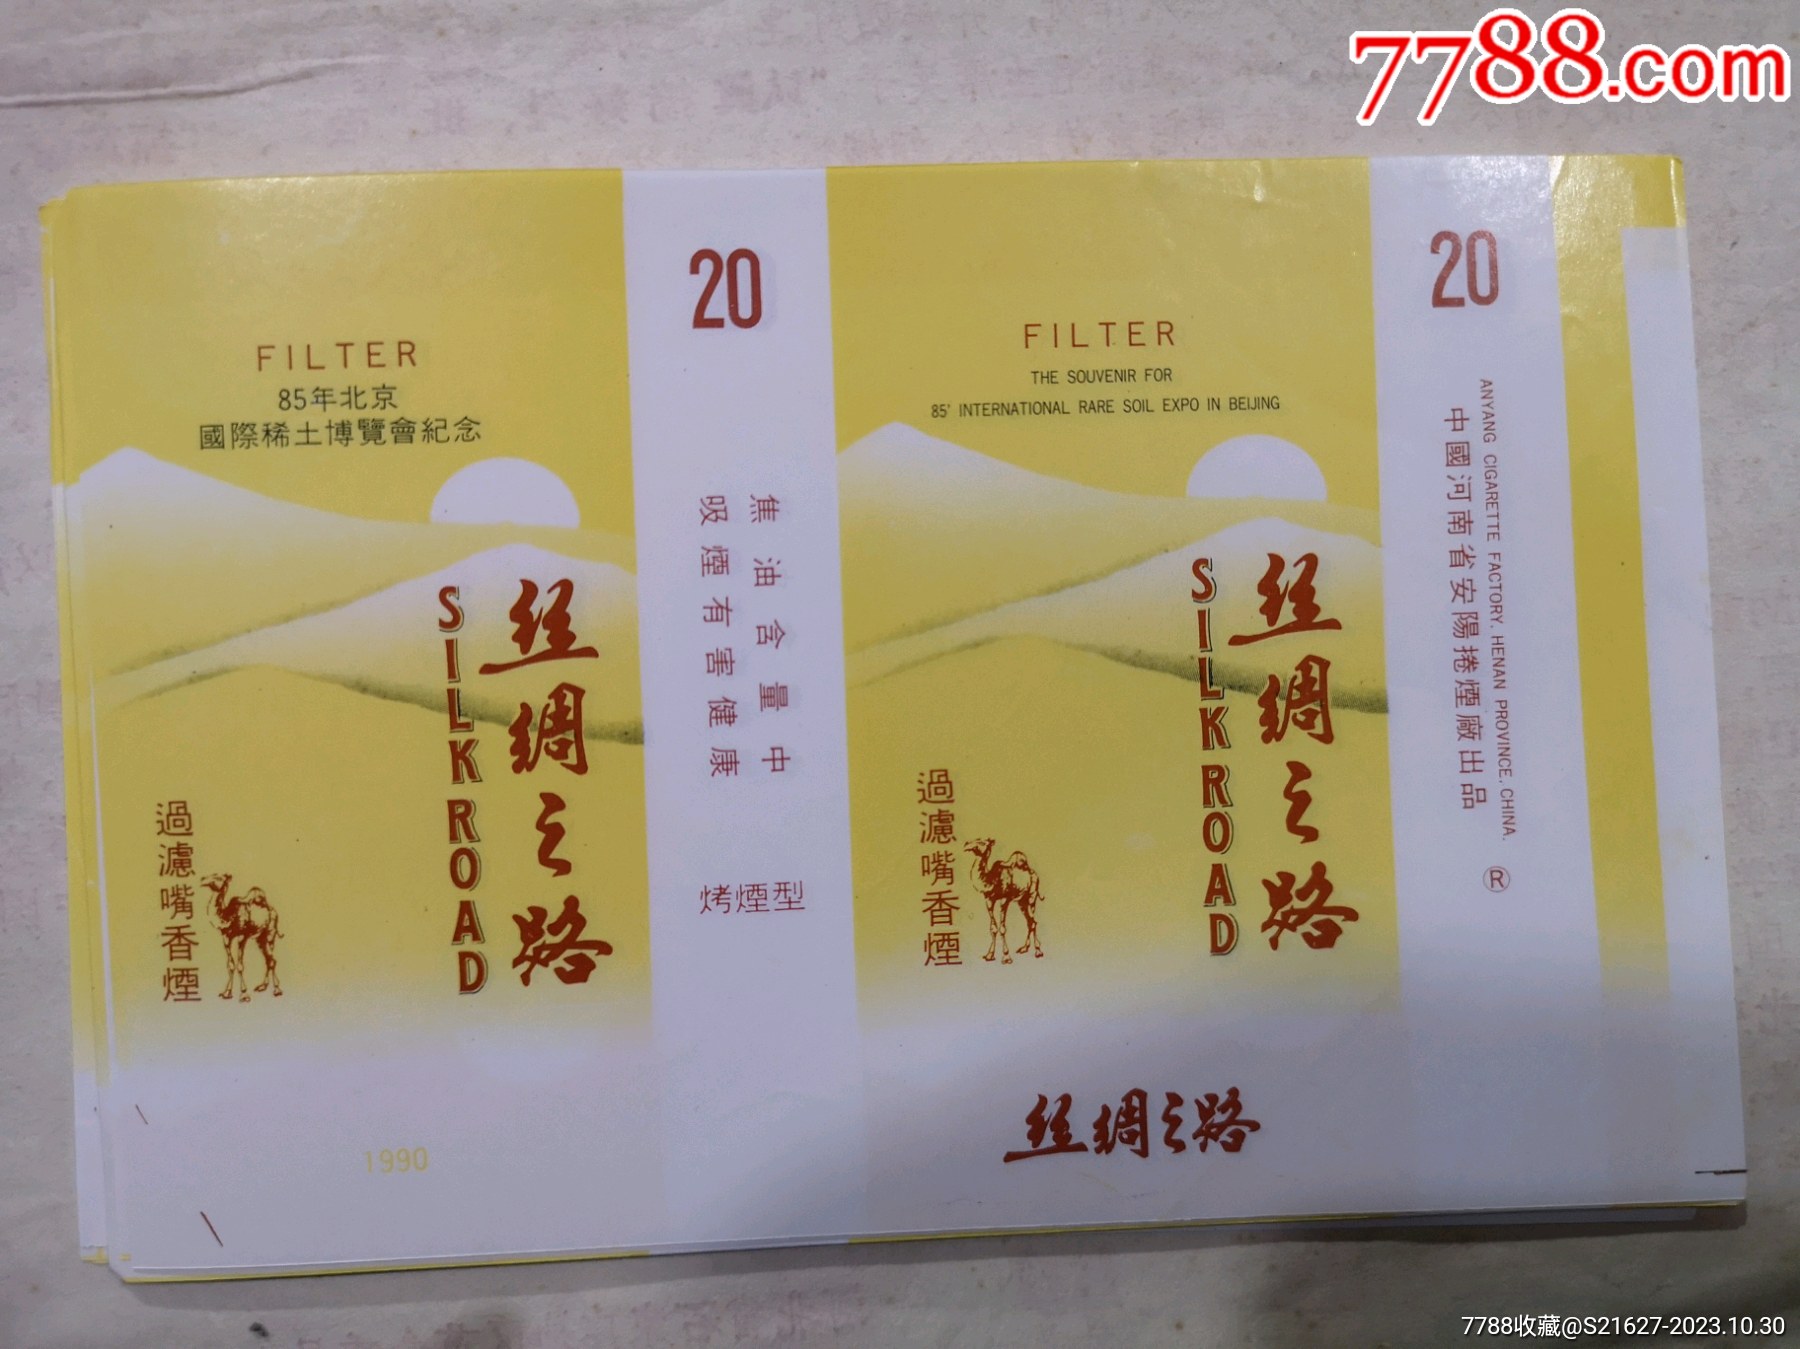 7788.com
FILTER
85年北京
國際稀土博覽會紀念
SILK ROAD
丝绸之路
過濾嘴香煙
1990
20
焦油含量中
吸煙有害健康
烤煙型
FILTER
THE SOUVENIR FOR
85' INTERNATIONAL RARE SOIL EXPO IN BEIJING
SILK ROAD
丝绸之路
過濾嘴香煙
丝绸之路
20
ANYANG CIGARETTE FACTORY. HENAN PROVINCE. CHINA.
中國河南省安陽捲煙廠出品
®
7788收藏@S21627-2023.10.30